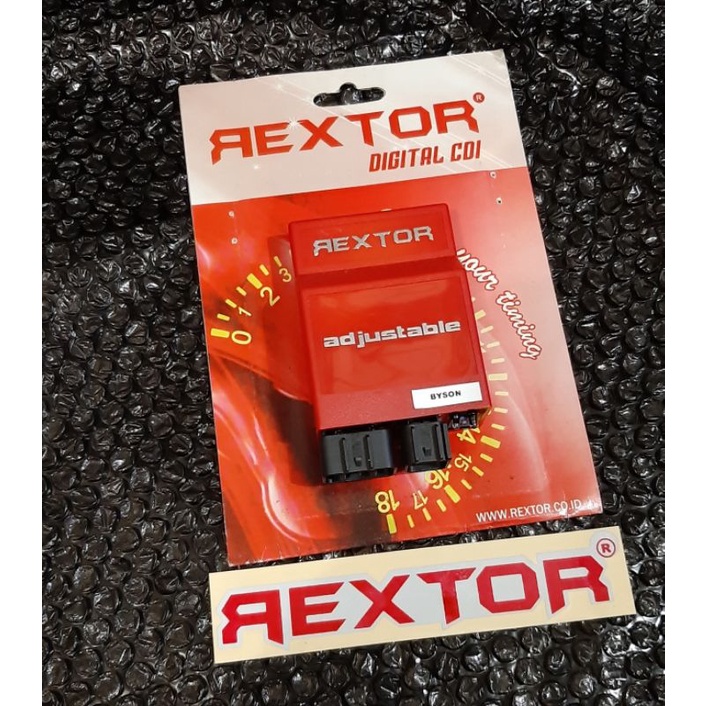 REXTOR®
DIGITAL CDI
REXTOR
your timing
0 1 2 3
adjustable
BYSON
14
15
16
17
18
WWW.REXTOR.CO.ID
REXTOR®